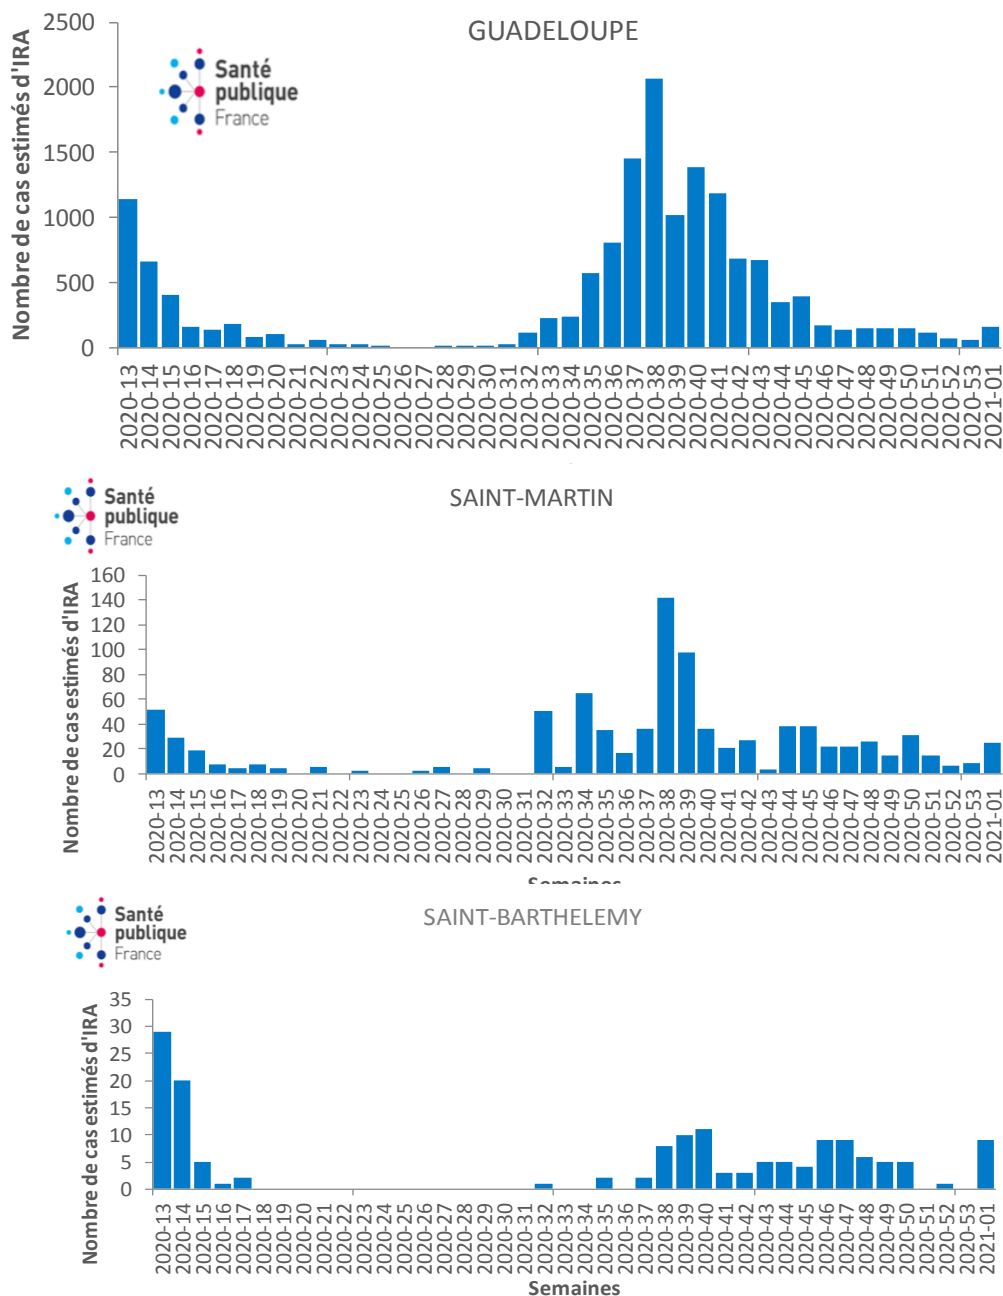 GUADELOUPE
Santé
publique
France
Nombre de cas estimés d'IRA
2500
2000
1500
1000
500
0
2020-13 2020-14 2020-15 2020-16 2020-17 2020-18 2020-19 2020-20 2020-21 2020-22 2020-23 2020-24 2020-25 2020-26 2020-27 2020-28 2020-29 2020-30 2020-31 2020-32 2020-33 2020-34 2020-35 2020-36 2020-37 2020-38 2020-39 2020-40 2020-41 2020-42 2020-43 2020-44 2020-45 2020-46 2020-47 2020-48 2020-49 2020-50 2020-51 2020-52 2020-53 2021-01
SAINT-MARTIN
Santé
publique
France
Nombre de cas estimés d'IRA
160
140
120
100
80
60
40
20
0
2020-13 2020-14 2020-15 2020-16 2020-17 2020-18 2020-19 2020-20 2020-21 2020-22 2020-23 2020-24 2020-25 2020-26 2020-27 2020-28 2020-29 2020-30 2020-31 2020-32 2020-33 2020-34 2020-35 2020-36 2020-37 2020-38 2020-39 2020-40 2020-41 2020-42 2020-43 2020-44 2020-45 2020-46 2020-47 2020-48 2020-49 2020-50 2020-51 2020-52 2020-53 2021-01
Semaines
SAINT-BARTHELEMY
Santé
publique
France
Nombre de cas estimés d'IRA
35
30
25
20
15
10
5
0
2020-13 2020-14 2020-15 2020-16 2020-17 2020-18 2020-19 2020-20 2020-21 2020-22 2020-23 2020-24 2020-25 2020-26 2020-27 2020-28 2020-29 2020-30 2020-31 2020-32 2020-33 2020-34 2020-35 2020-36 2020-37 2020-38 2020-39 2020-40 2020-41 2020-42 2020-43 2020-44 2020-45 2020-46 2020-47 2020-48 2020-49 2020-50 2020-51 2020-52 2020-53 2021-01
Semaines